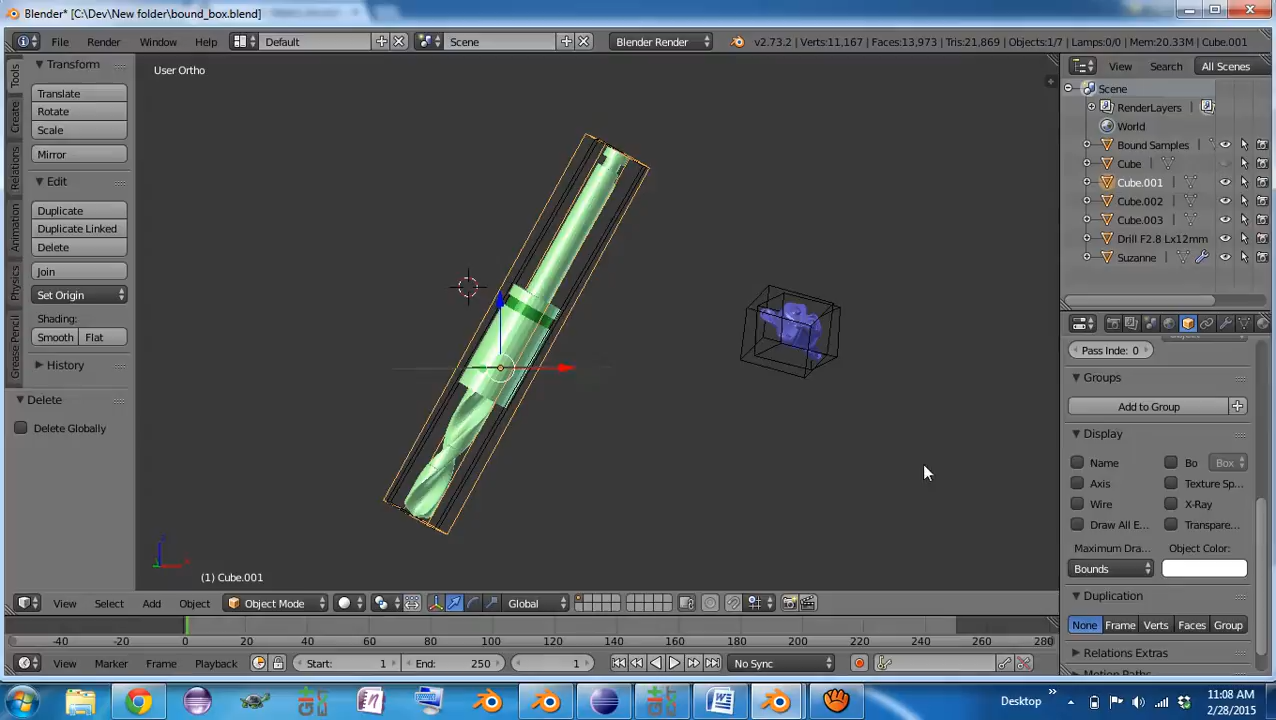 Blender* [C:\Dev\New folder\bound_box.blend]
File Render Window Help Default Scene Blender Render v2.73.2 | Verts:11,167 | Faces:13,973 | Tris:21,869 | Objects:1/7 | Lamps:0/0 | Mem:20.33M | Cube.001
Tools
Create
Relations
Animation
Physics
Grease Pencil
Transform
Translate
Rotate
Scale
Mirror
Edit
Duplicate
Duplicate Linked
Delete
Join
Set Origin
Shading:
Smooth Flat
History
Delete
Delete Globally
User Ortho
(1) Cube.001
View Search All Scenes
Scene
RenderLayers
World
Bound Samples
Cube
Cube.001
Cube.002
Cube.003
Drill F2.8 Lx12mm
Suzanne
Pass Inde: 0
Groups
Add to Group
Display
Name Bo Box
Axis Texture Sp...
Wire X-Ray
Draw All E... Transpare...
Maximum Dra... Object Color:
Bounds
Duplication
None Frame Verts Faces Group
Relations Extras
View Select Add Object Object Mode Global
-40 -20 0 20 40 60 80 100 120 140 160 180 200 220 240 260 280
View Marker Frame Playback Start: 1 End: 250 1 No Sync
Desktop
11:08 AM
2/28/2015